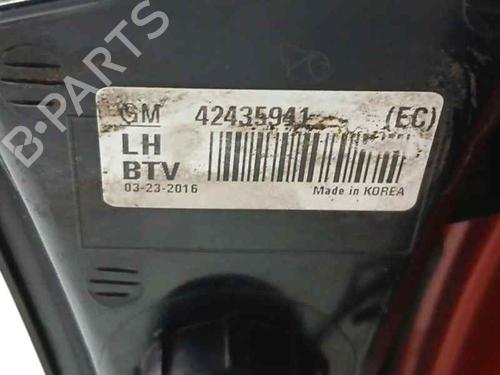 B-PARTS
GM 42435941 (EC)
LH
BTV
03-23-2016 Made in KOREA